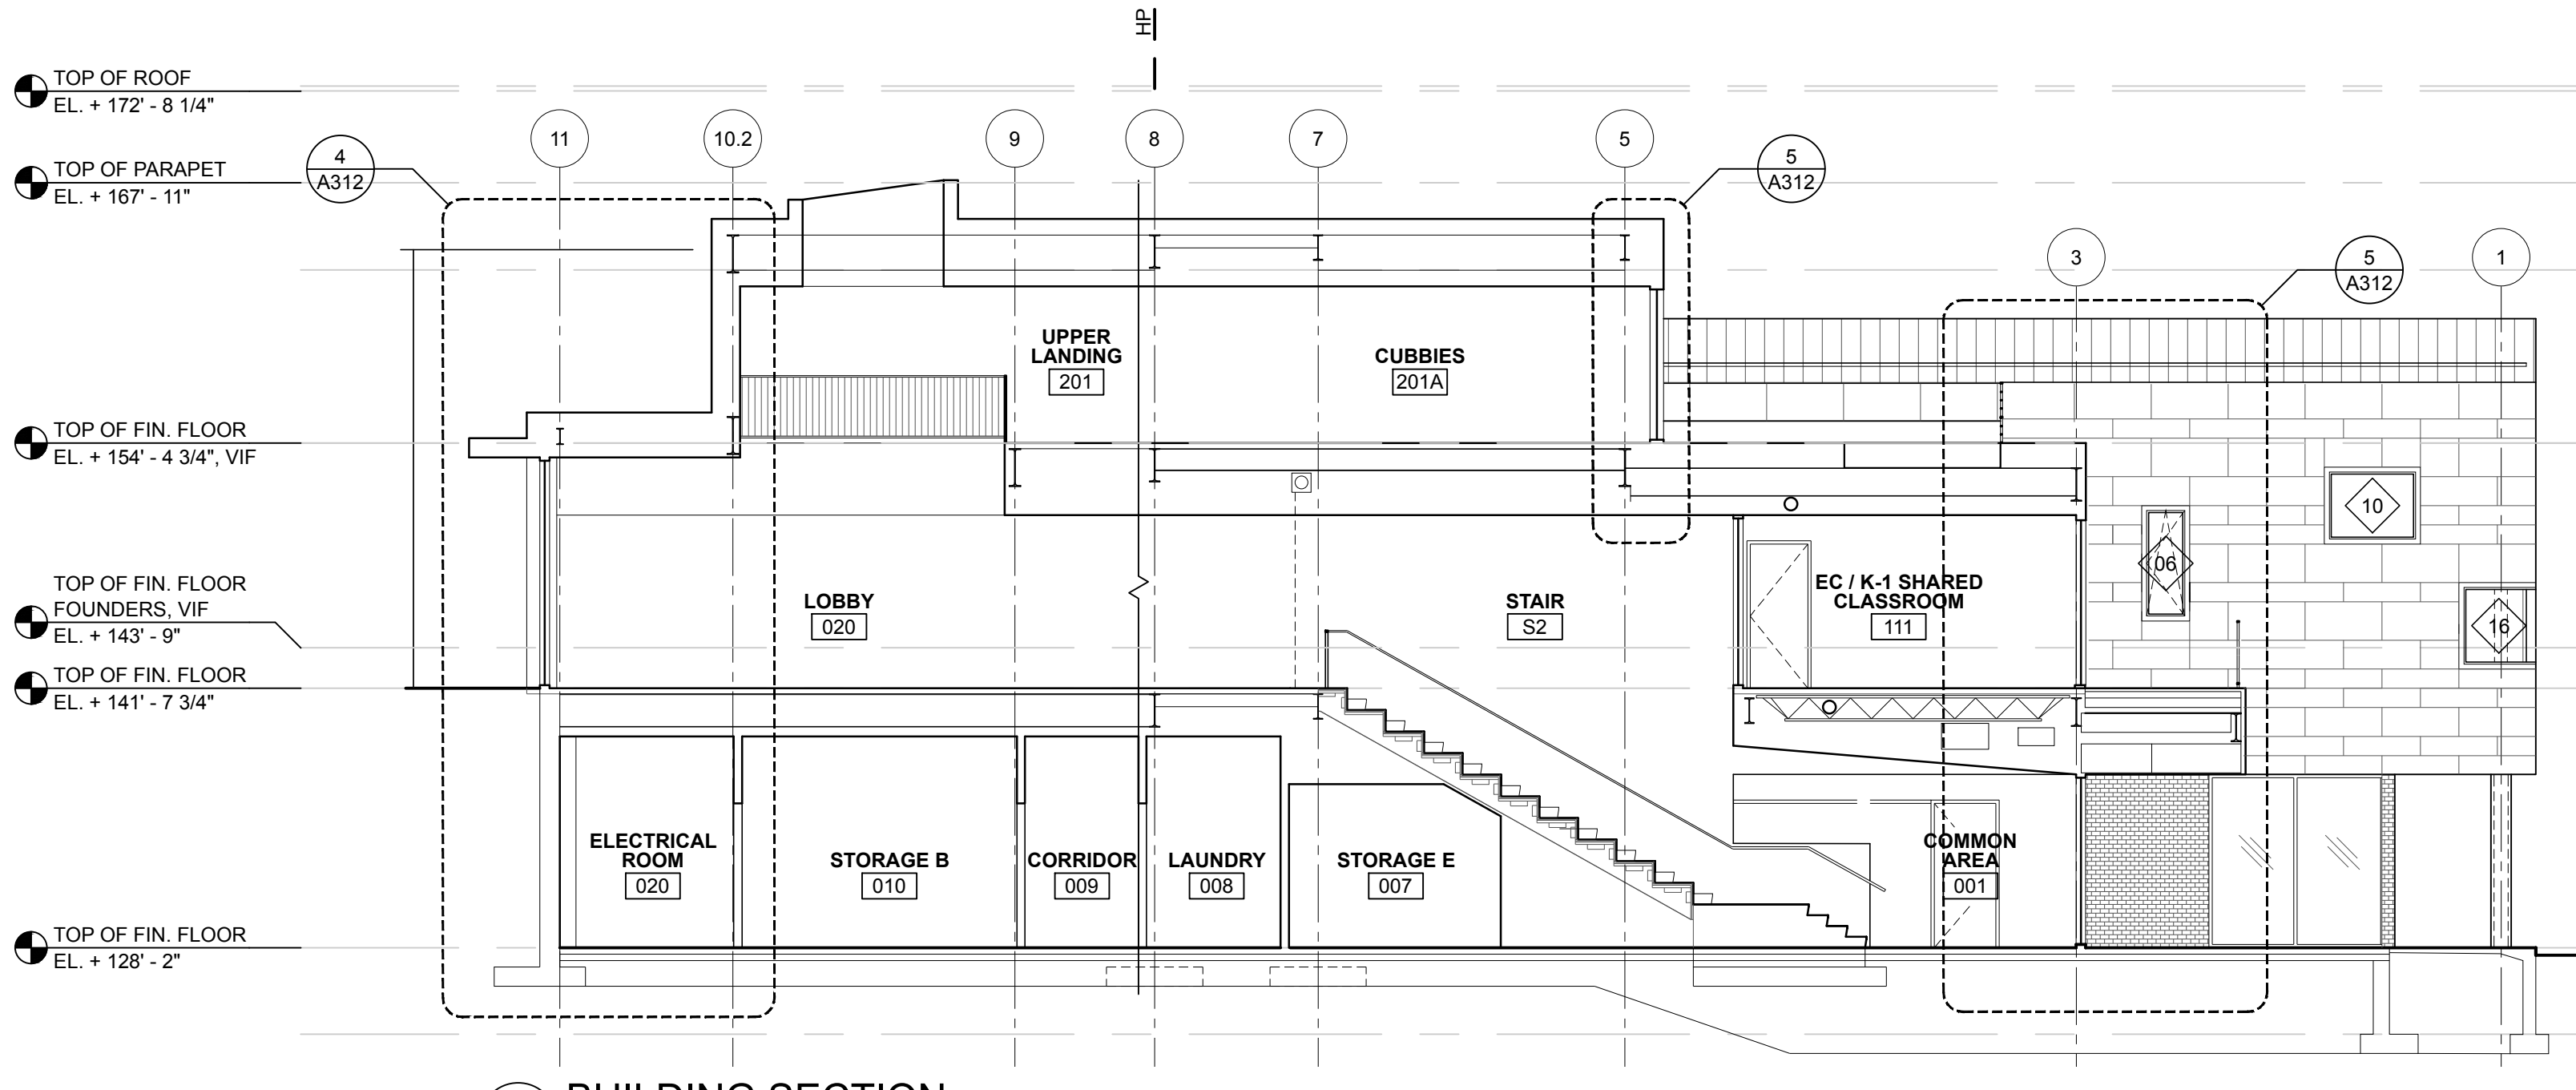 HP
TOP OF ROOF
EL. + 172' - 8 1/4"
TOP OF PARAPET
EL. + 167' - 11"
4
A312
11
10.2
9
8
7
5
5
A312
3
5
A312
1
UPPER
LANDING
201
CUBBIES
201A
TOP OF FIN. FLOOR
EL. + 154' - 4 3/4", VIF
10
06
16
TOP OF FIN. FLOOR
FOUNDERS, VIF
EL. + 143' - 9"
LOBBY
020
STAIR
S2
EC / K-1 SHARED
CLASSROOM
111
TOP OF FIN. FLOOR
EL. + 141' - 7 3/4"
ELECTRICAL
ROOM
020
STORAGE B
010
CORRIDOR
009
LAUNDRY
008
STORAGE E
007
COMMON
AREA
001
TOP OF FIN. FLOOR
EL. + 128' - 2"
BUILDING SECTION